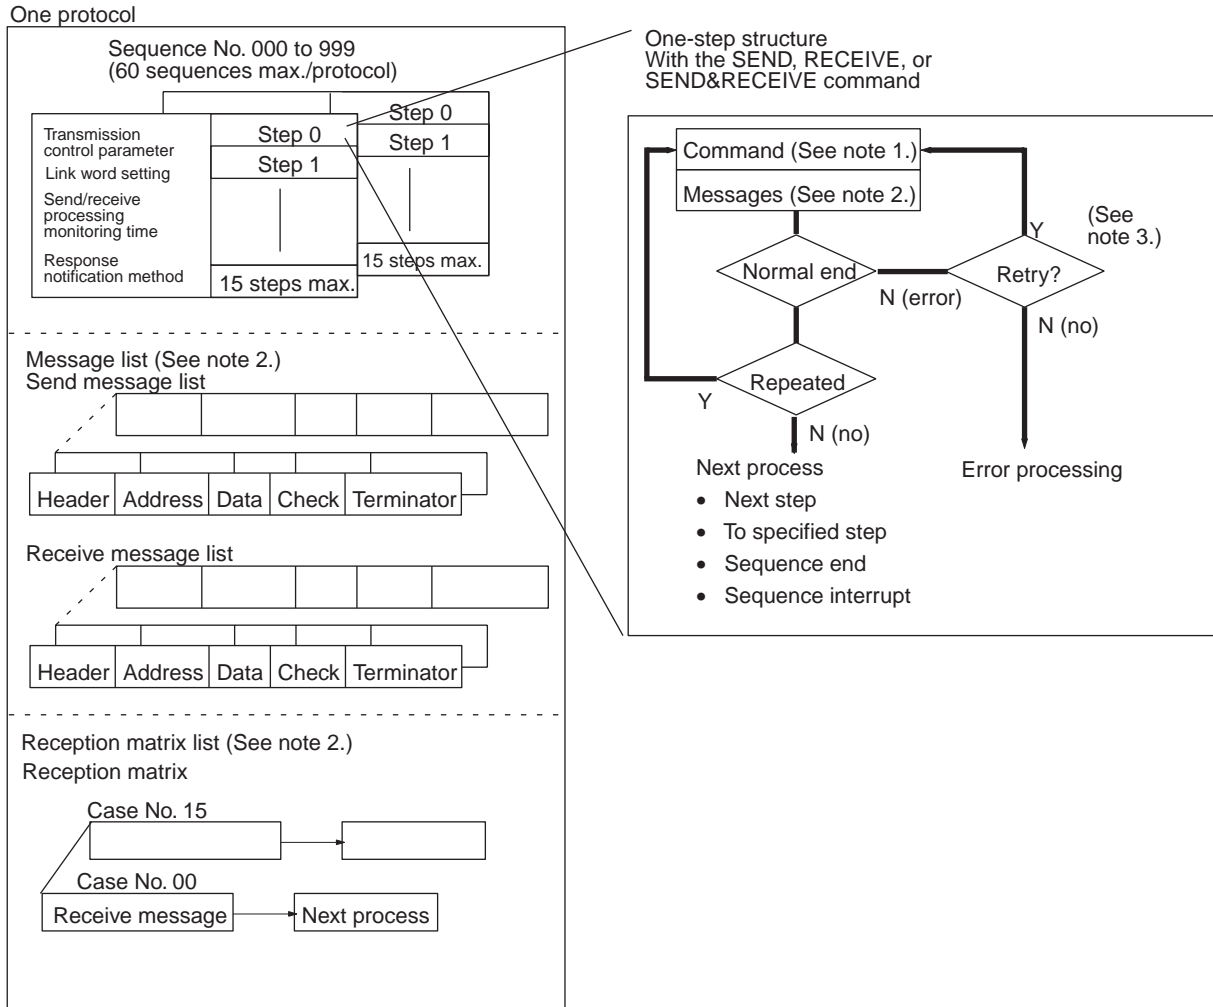 One protocol
Sequence No. 000 to 999
(60 sequences max./protocol)
Step 0
Step 1
15 steps max.
Transmission
control parameter
Link word setting
Send/receive
processing
monitoring time
Response
notification method
Step 0
Step 1
15 steps max.
Message list (See note 2.)
Send message list
Header
Address
Data
Check
Terminator
Receive message list
Header
Address
Data
Check
Terminator
Reception matrix list (See note 2.)
Reception matrix
Case No. 15
Case No. 00
Receive message
Next process
One-step structure
With the SEND, RECEIVE, or
SEND&RECEIVE command
Command (See note 1.)
Messages (See note 2.)
(See
note 3.)
Y
Normal end
Retry?
N (error)
N (no)
Repeated
Y
N (no)
Next process
• Next step
• To specified step
• Sequence end
• Sequence interrupt
Error processing